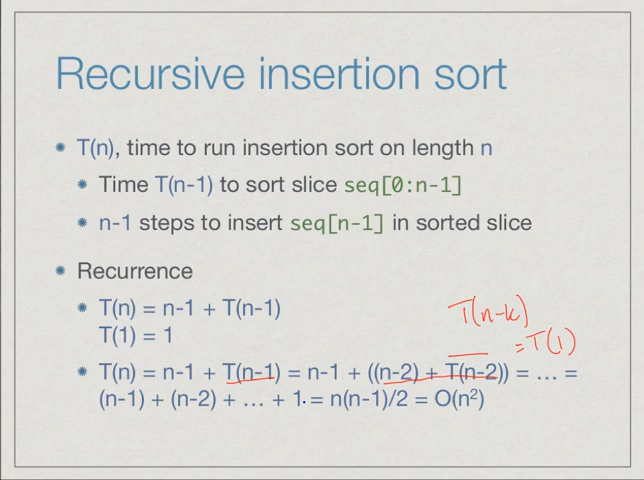 Recursive insertion sort
T(n), time to run insertion sort on length n
Time T(n-1) to sort slice seq[0:n-1]
n-1 steps to insert seq[n-1] in sorted slice
Recurrence
T(n) = n-1 + T(n-1)
T(1) = 1
T(n-k)
=T(1)
T(n) = n-1 + T(n-1) = n-1 + ((n-2) + T(n-2)) = … =
(n-1) + (n-2) + … + 1 = n(n-1)/2 = O(n²)